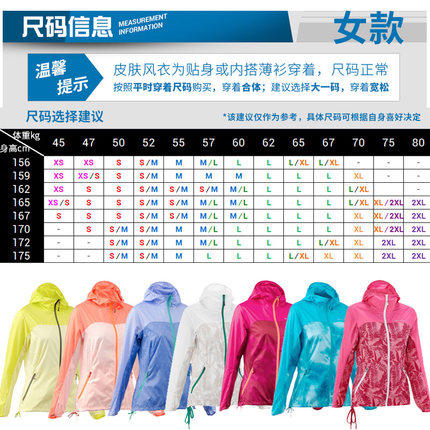 尺码信息 MEASUREMENT INFORMATION 女款
温馨提示 皮肤风衣为贴身或内搭薄衫穿着，尺码正常
按照平时穿着尺码购买，穿着合体；建议选择大一码，穿着宽松
尺码选择建议 *该建议仅作为参考，具体尺码可根据自身喜好决定
体重kg 身高cm 45 47 50 52 55 57 60 62 65 67 70 75 80
156 XS XS S S/M M M/L L L L/XL L/XL - - -
159 XS XS/S S S/M M M M L L L XL - -
162 XS S S S/M S/M S/M M/L L L L XL - -
165 XS/S S S S/M S/M S/M M/L L L L/XL XL XL/2XL 2XL
167 S S S S/M S/M M M/L L L L/XL XL XL/2XL 2XL
170 - S S/M S/M M M/L L L L L/XL XL XL/2XL 2XL
172 - - S/M S/M M M/L L L L/XL L/XL XL 2XL 2XL
175 - - S/M S/M M L L L L/XL XL XL 2XL 2XL